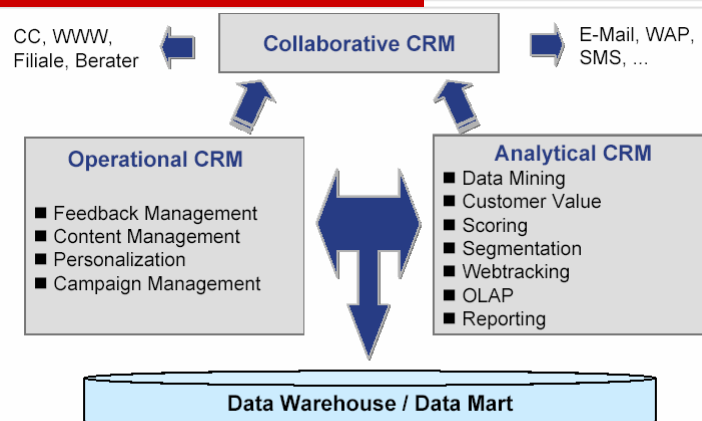 CC, WWW,
Filiale, Berater
Collaborative CRM
E-Mail, WAP,
SMS, ...
Operational CRM
■ Feedback Management
■ Content Management
■ Personalization
■ Campaign Management
Analytical CRM
■ Data Mining
■ Customer Value
■ Scoring
■ Segmentation
■ Webtracking
■ OLAP
■ Reporting
Data Warehouse / Data Mart